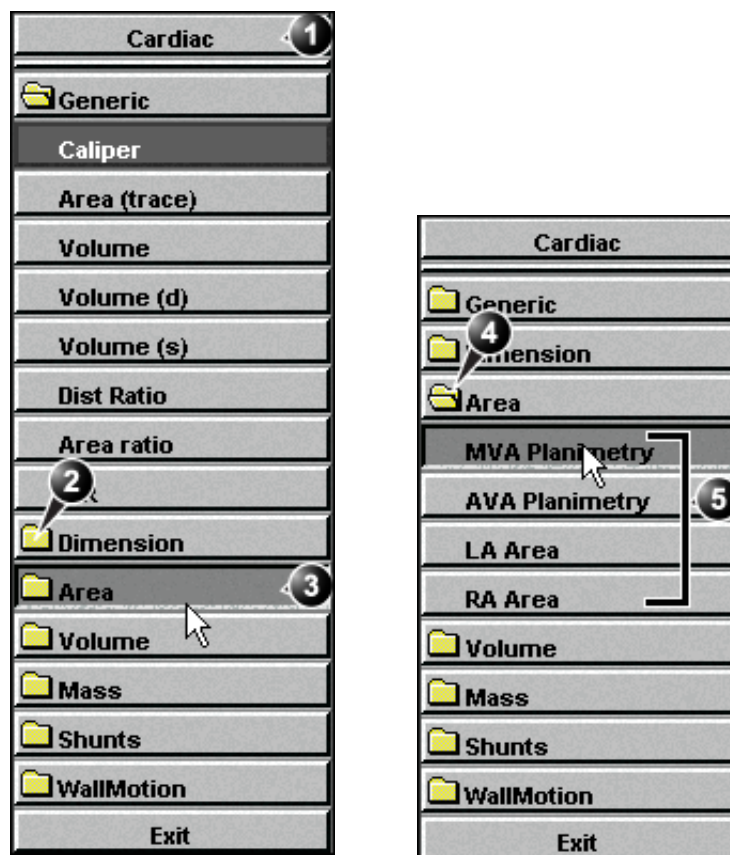 Cardiac
1
Generic
Caliper
Area (trace)
Volume
Volume (d)
Volume (s)
Dist Ratio
Area ratio
2
Dimension
Area
3
Volume
Mass
Shunts
WallMotion
Exit
Cardiac
Generic
4
Area
MVA Planimetry
AVA Planimetry
5
LA Area
RA Area
Volume
Mass
Shunts
WallMotion
Exit